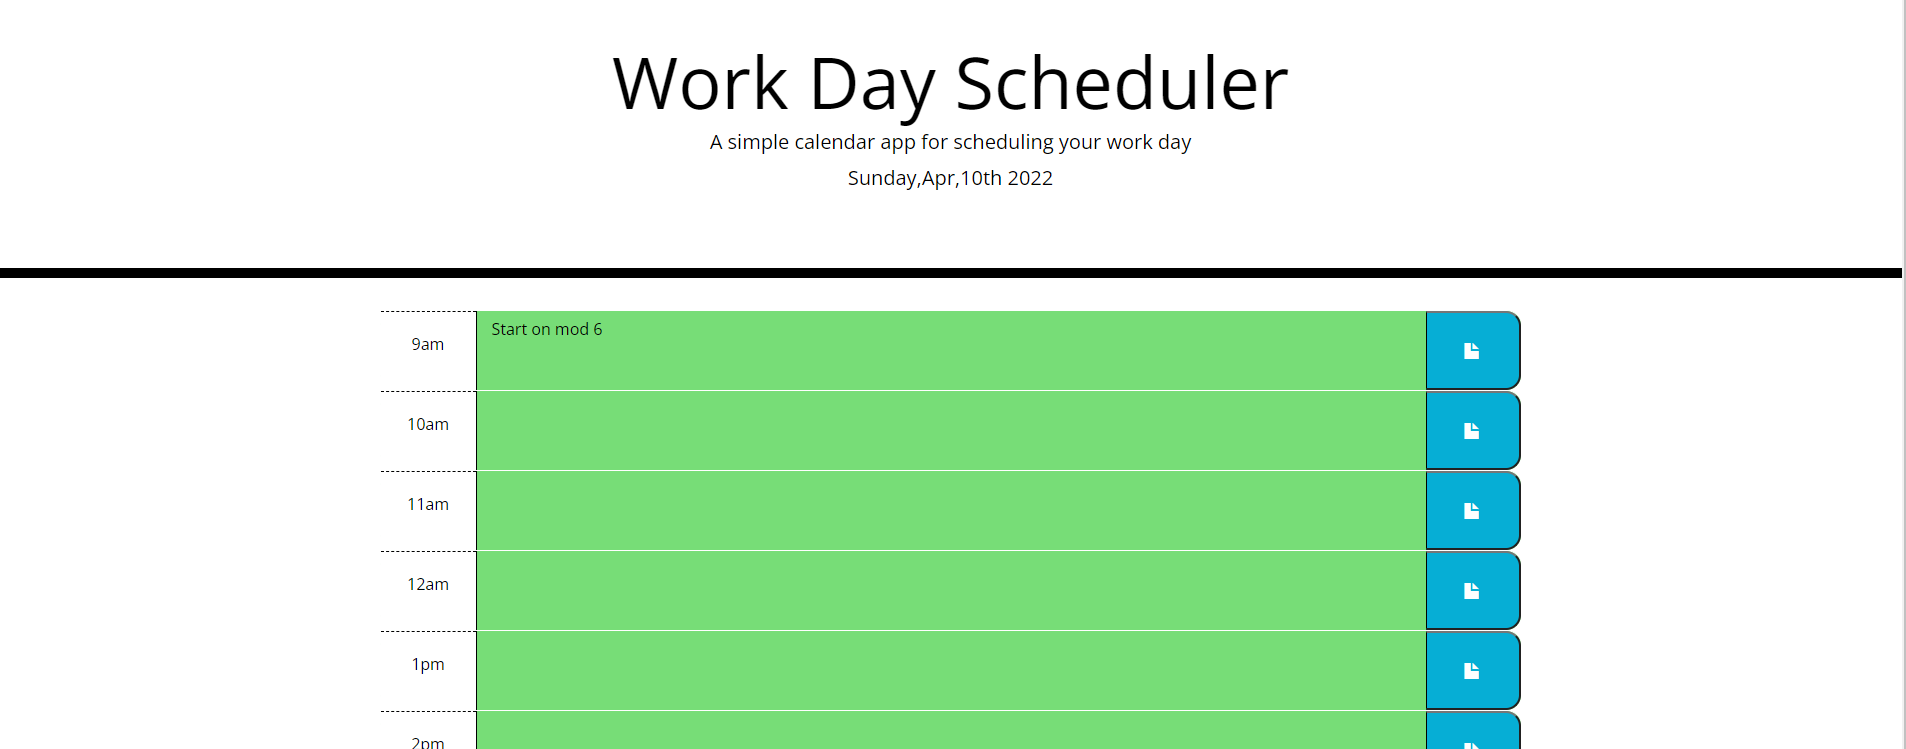 Work Day Scheduler
A simple calendar app for scheduling your work day
Sunday,Apr,10th 2022
9am
Start on mod 6
10am
11am
12am
1pm
2pm